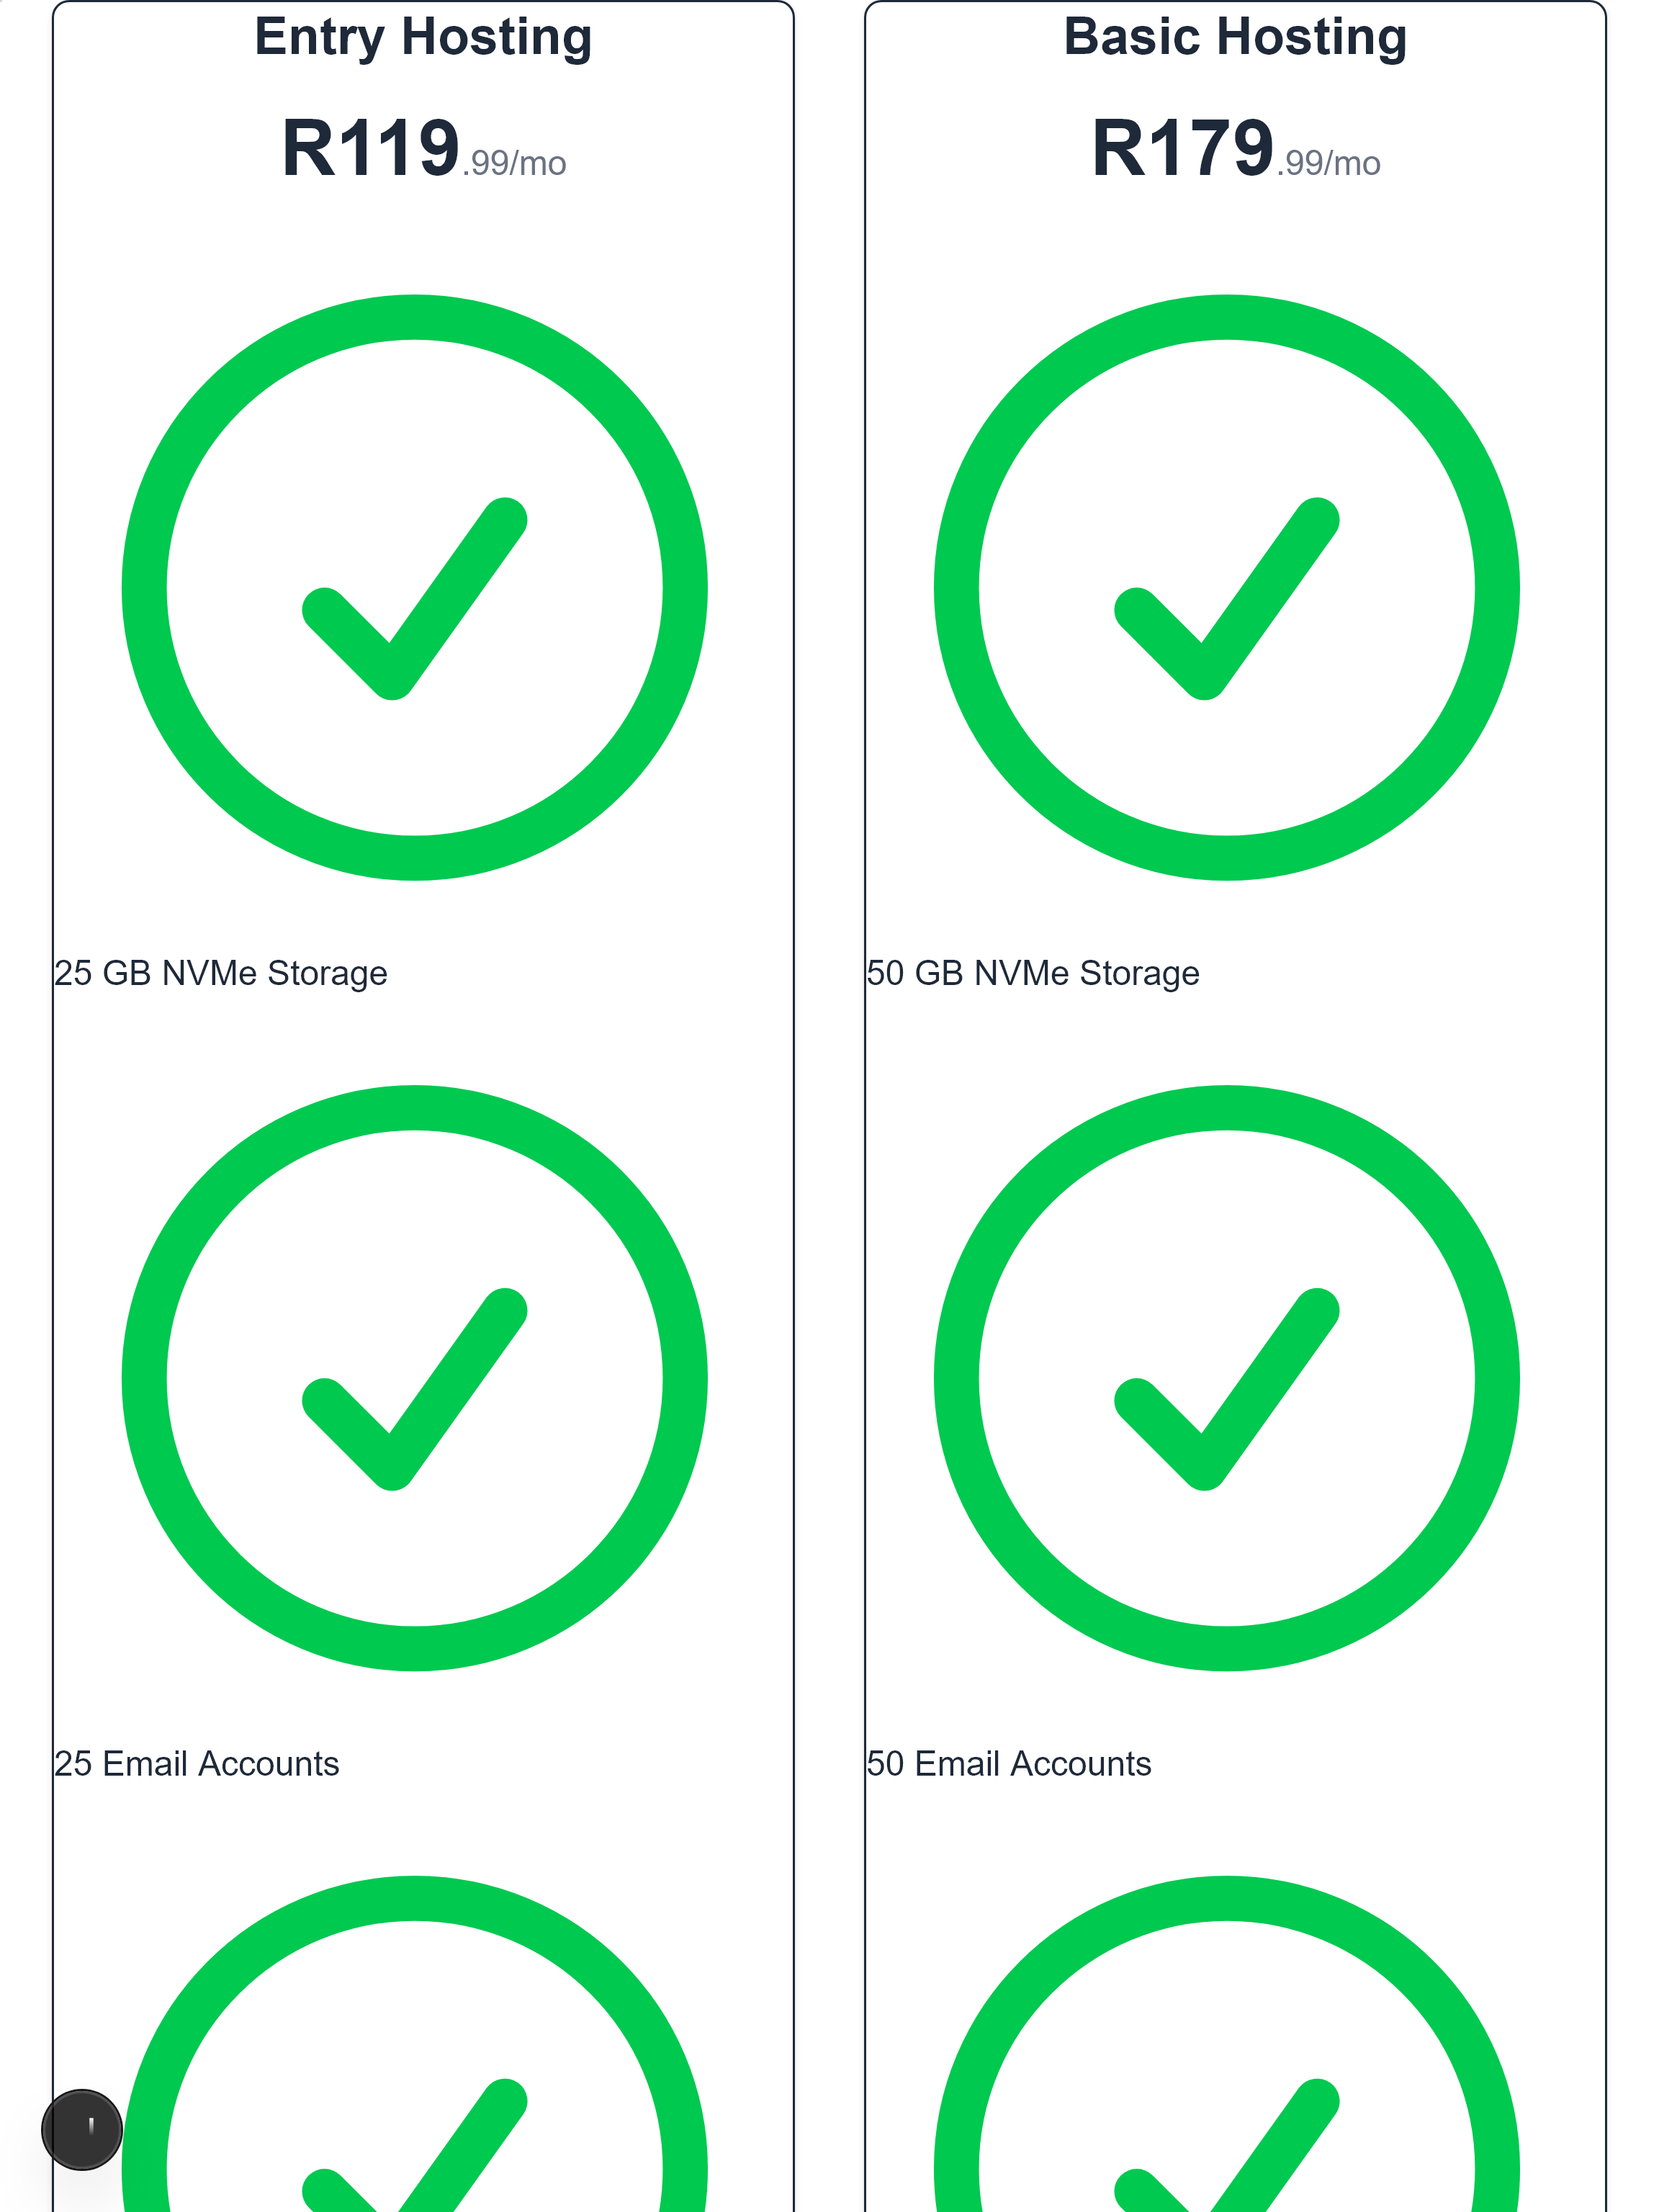 Entry Hosting
R119.99/mo
25 GB NVMe Storage
25 Email Accounts
Basic Hosting
R179.99/mo
50 GB NVMe Storage
50 Email Accounts